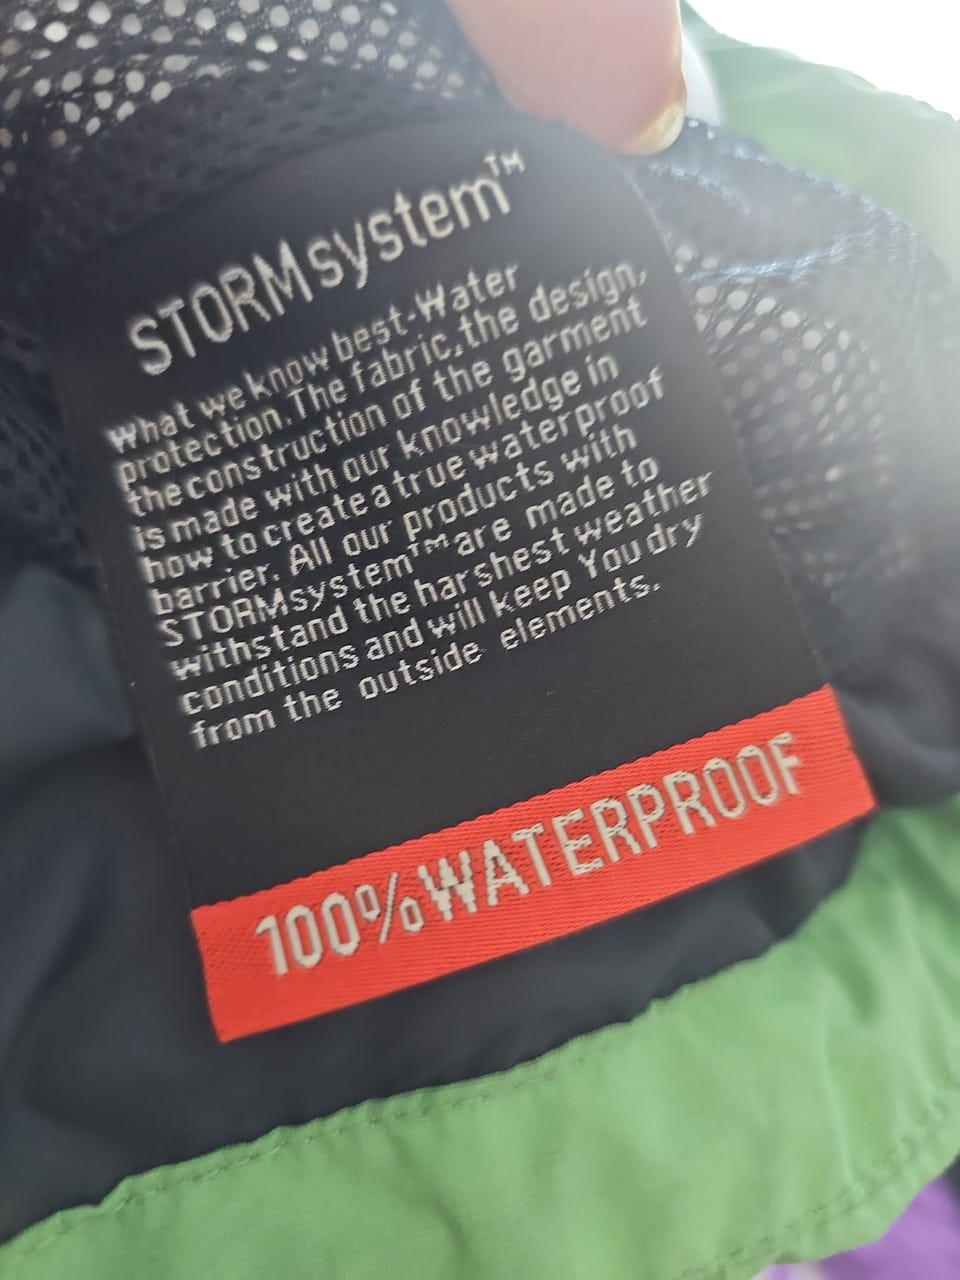 STORMsystem™
What we know best-Water
protection. The fabric, the design,
the construction of the garment
is made with our knowledge in
how to create a true waterproof
barrier. All our products with
STORMsystem™ are made to
withstand the harshest weather
conditions and will keep You dry
from the outside elements.
100% WATERPROOF